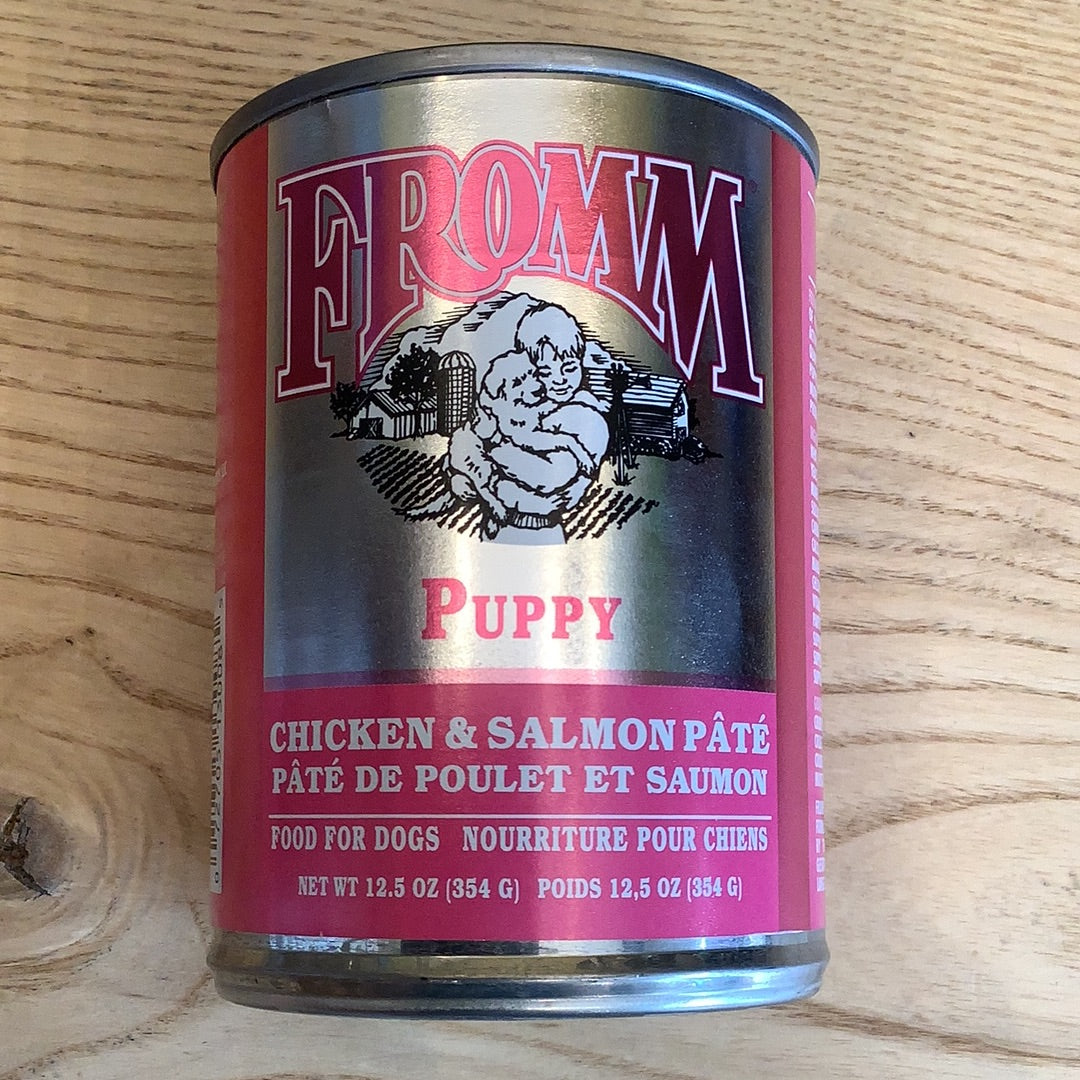 FROMM
PUPPY
CHICKEN & SALMON PÂTÉ
PÂTÉ DE POULET ET SAUMON
FOOD FOR DOGS NOURRITURE POUR CHIENS
NET WT 12.5 OZ (354 G) POIDS 12,5 OZ (354 G)